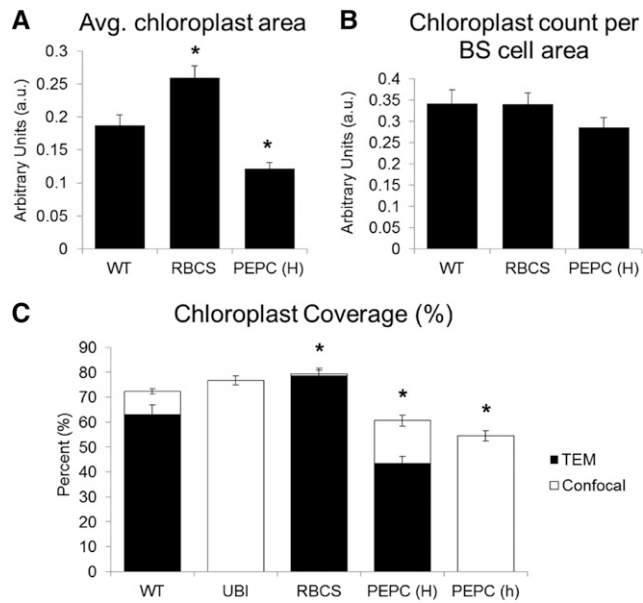 A
Avg. chloroplast area
Arbitrary Units (a.u.)
0.3
0.25
0.2
0.15
0.1
0.05
0
*
*
WT RBCS PEPC (H)
B
Chloroplast count per
BS cell area
Arbitrary Units (a.u.)
0.4
0.35
0.3
0.25
0.2
0.15
0.1
0.05
0
WT RBCS PEPC (H)
C
Chloroplast Coverage (%)
Percent (%)
90
80
70
60
50
40
30
20
10
0
*
*
*
WT UBI RBCS PEPC (H) PEPC (h)
TEM
Confocal